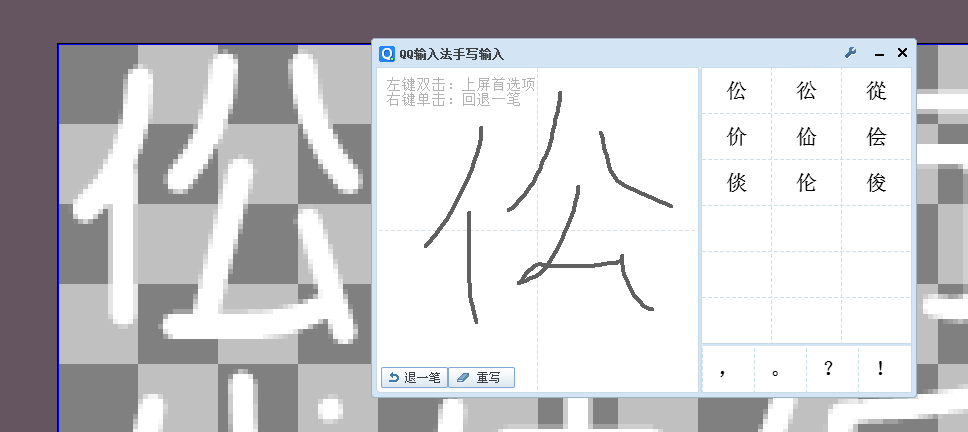 伀
QQ输入法手写输入
左键双击：上屏首选项
右键单击：回退一笔
伀 彸 從
价 仙 侩
倓 伦 俊
， 。 ？ ！
退一笔 重写